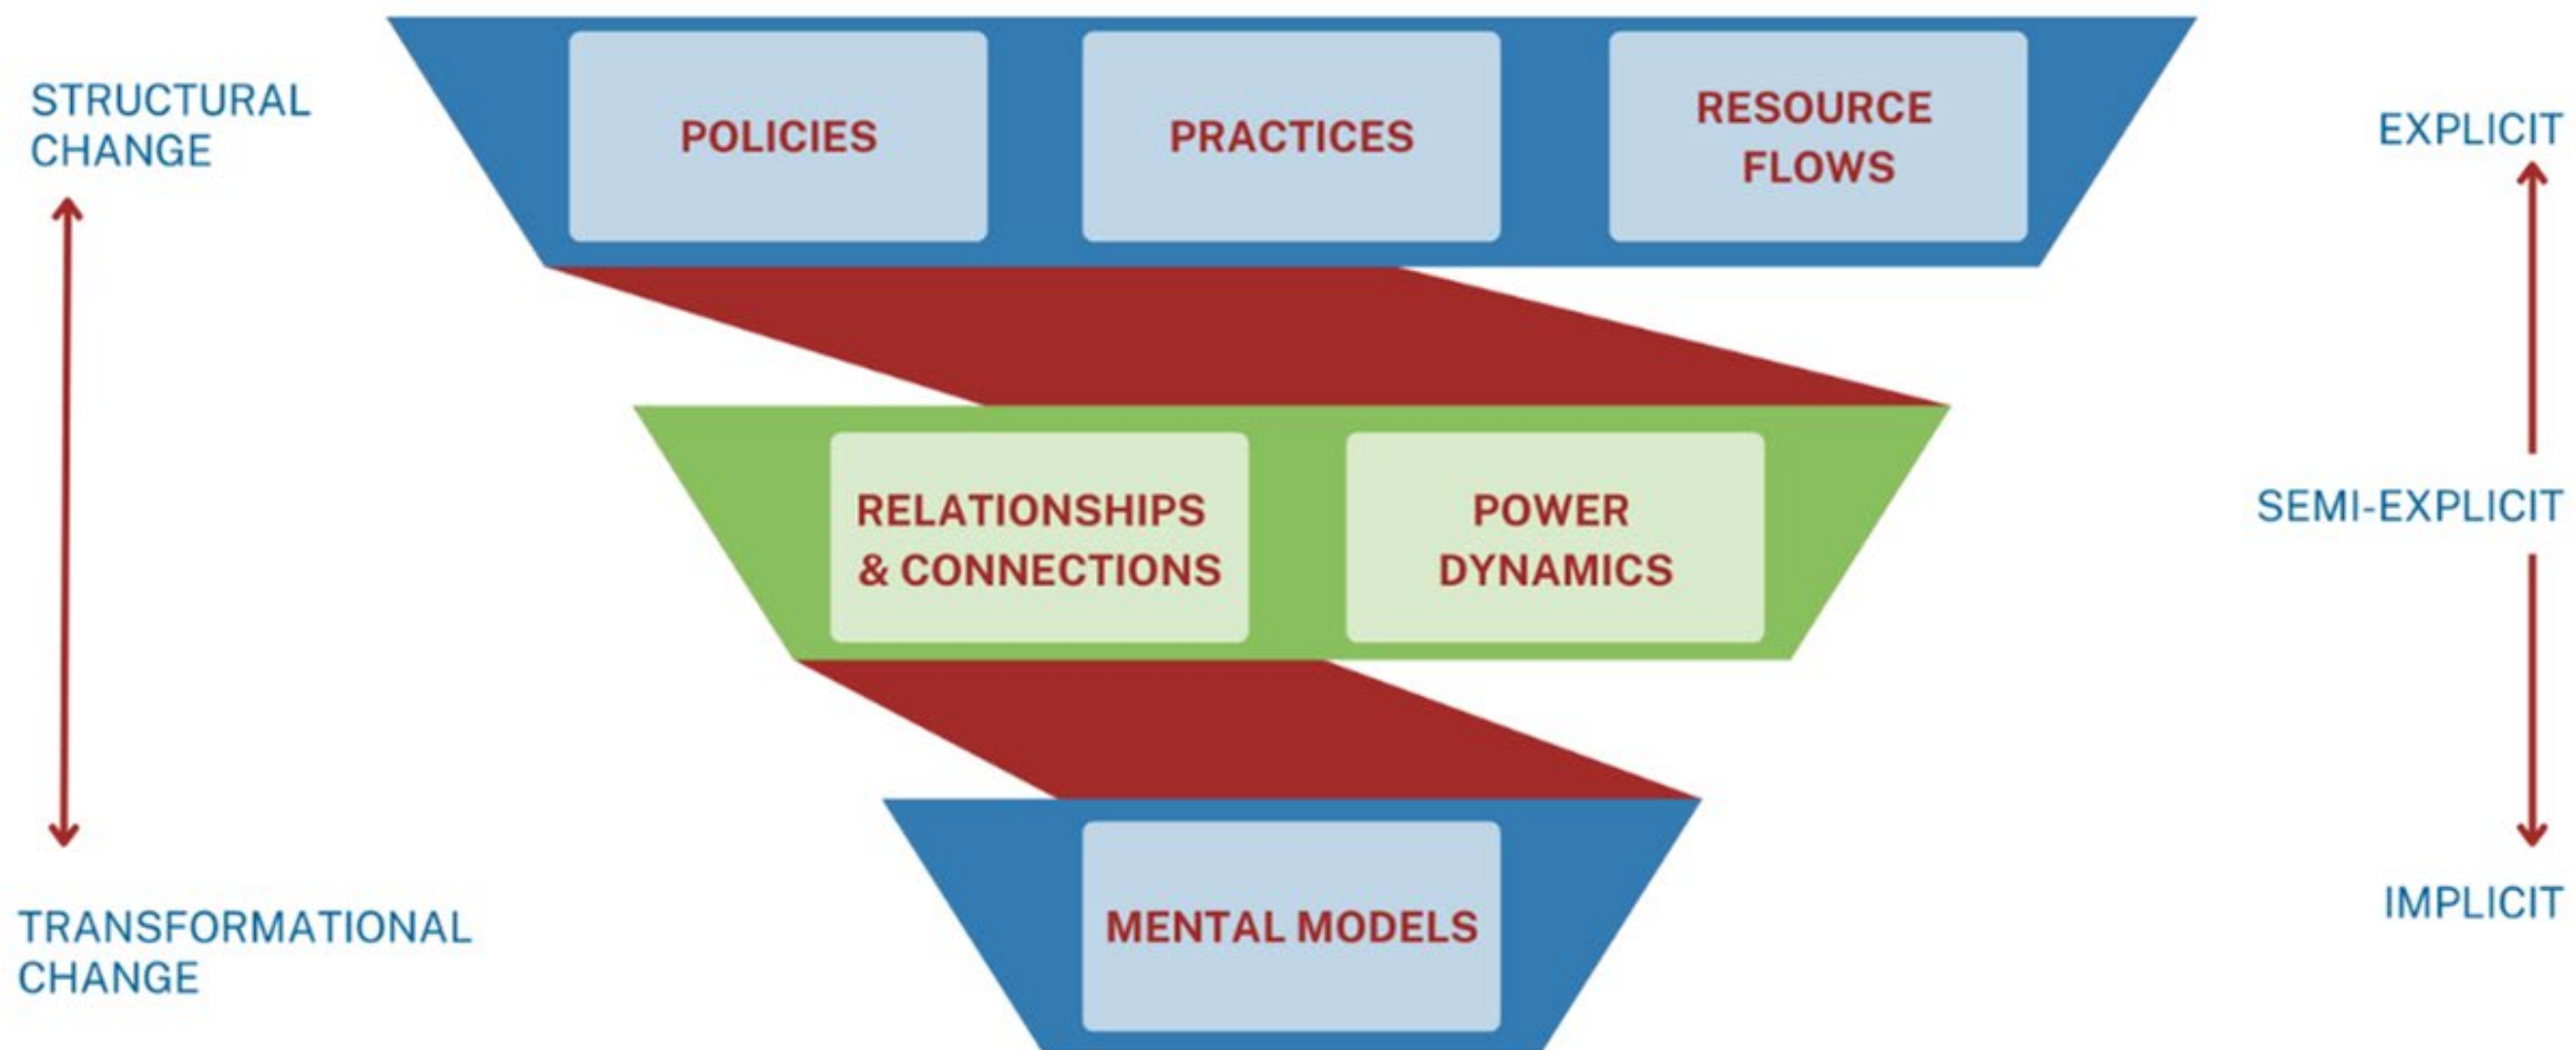 STRUCTURAL
CHANGE
POLICIES
PRACTICES
RESOURCE
FLOWS
EXPLICIT
RELATIONSHIPS
& CONNECTIONS
POWER
DYNAMICS
SEMI-EXPLICIT
TRANSFORMATIONAL
CHANGE
MENTAL MODELS
IMPLICIT